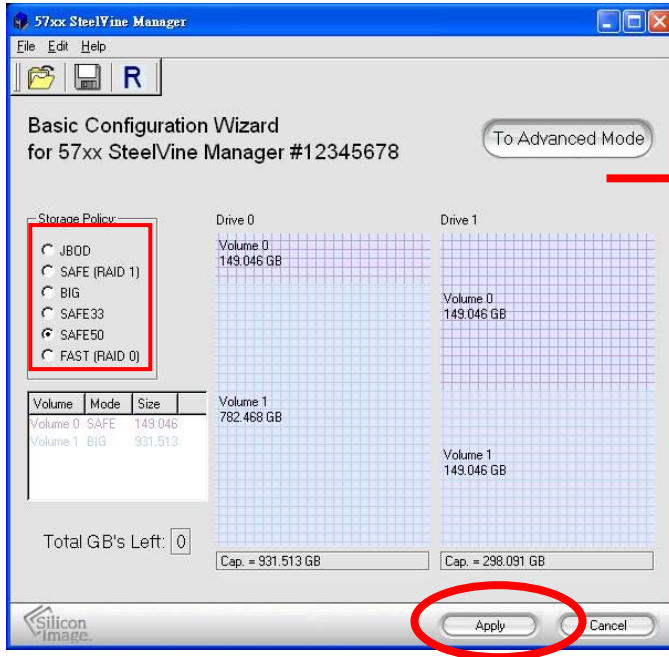 57xx SteelVine Manager
File Edit Help
R
Basic Configuration Wizard
for 57xx SteelVine Manager #12345678
To Advanced Mode
Storage Policy:
JBOD
SAFE (RAID 1)
BIG
SAFE33
SAFE50
FAST (RAID 0)
Volume Mode Size
Volume 0 SAFE 149.046
Volume 1 BIG 931.513
Total GB's Left: 0
Drive 0
Volume 0
149.046 GB
Volume 1
782.468 GB
Cap. = 931.513 GB
Drive 1
Volume 0
149.046 GB
Volume 1
149.046 GB
Cap. = 298.091 GB
Silicon
Image.
Apply
Cancel